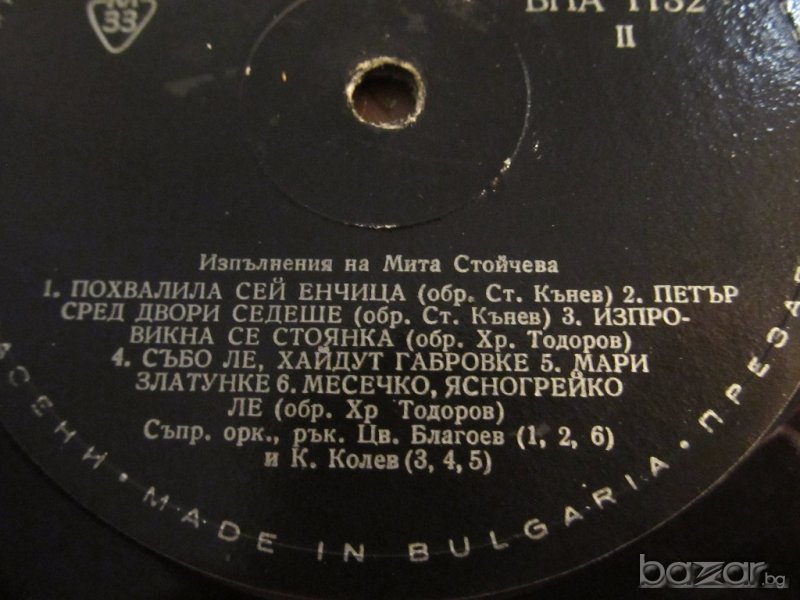 33
ВНА 1132
II
Изпълнения на Мита Стойчева
1. ПОХВАЛИЛА СЕЙ ЕНЧИЦА (обр. Ст. Кънев) 2. ПЕТЪР
СРЕД ДВОРИ СЕДЕШЕ (обр. Ст. Кънев) 3. ИЗПРО-
ВИКНА СЕ СТОЯНКА (обр. Хр. Тодоров)
4. СЪБО ЛЕ, ХАЙДУТ ГАБРОВКЕ 5. МАРИ
ЗЛАТУНКЕ 6. МЕСЕЧКО, ЯСНОГРЕЙКО
ЛЕ (обр. Хр Тодоров)
Съпр. орк., рък. Цв. Благоев (1, 2, 6)
и К. Колев (3, 4, 5)
АСЕНИ • MADE IN BULGARIA • ПРЕЗА
bazar.bg